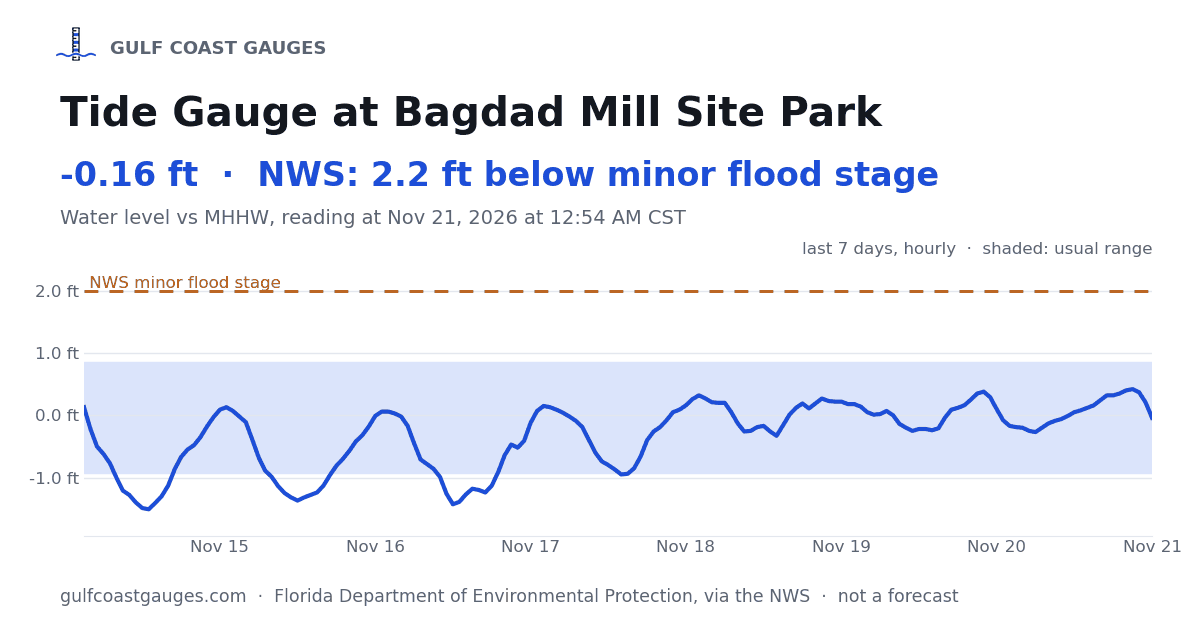 GULF COAST GAUGES
Tide Gauge at Bagdad Mill Site Park
-0.16 ft · NWS: 2.2 ft below minor flood stage
Water level vs MHHW, reading at Nov 21, 2026 at 12:54 AM CST
last 7 days, hourly · shaded: usual range
NWS minor flood stage
2.0 ft
1.0 ft
0.0 ft
-1.0 ft
Nov 15 Nov 16 Nov 17 Nov 18 Nov 19 Nov 20 Nov 21
gulfcoastgauges.com · Florida Department of Environmental Protection, via the NWS · not a forecast